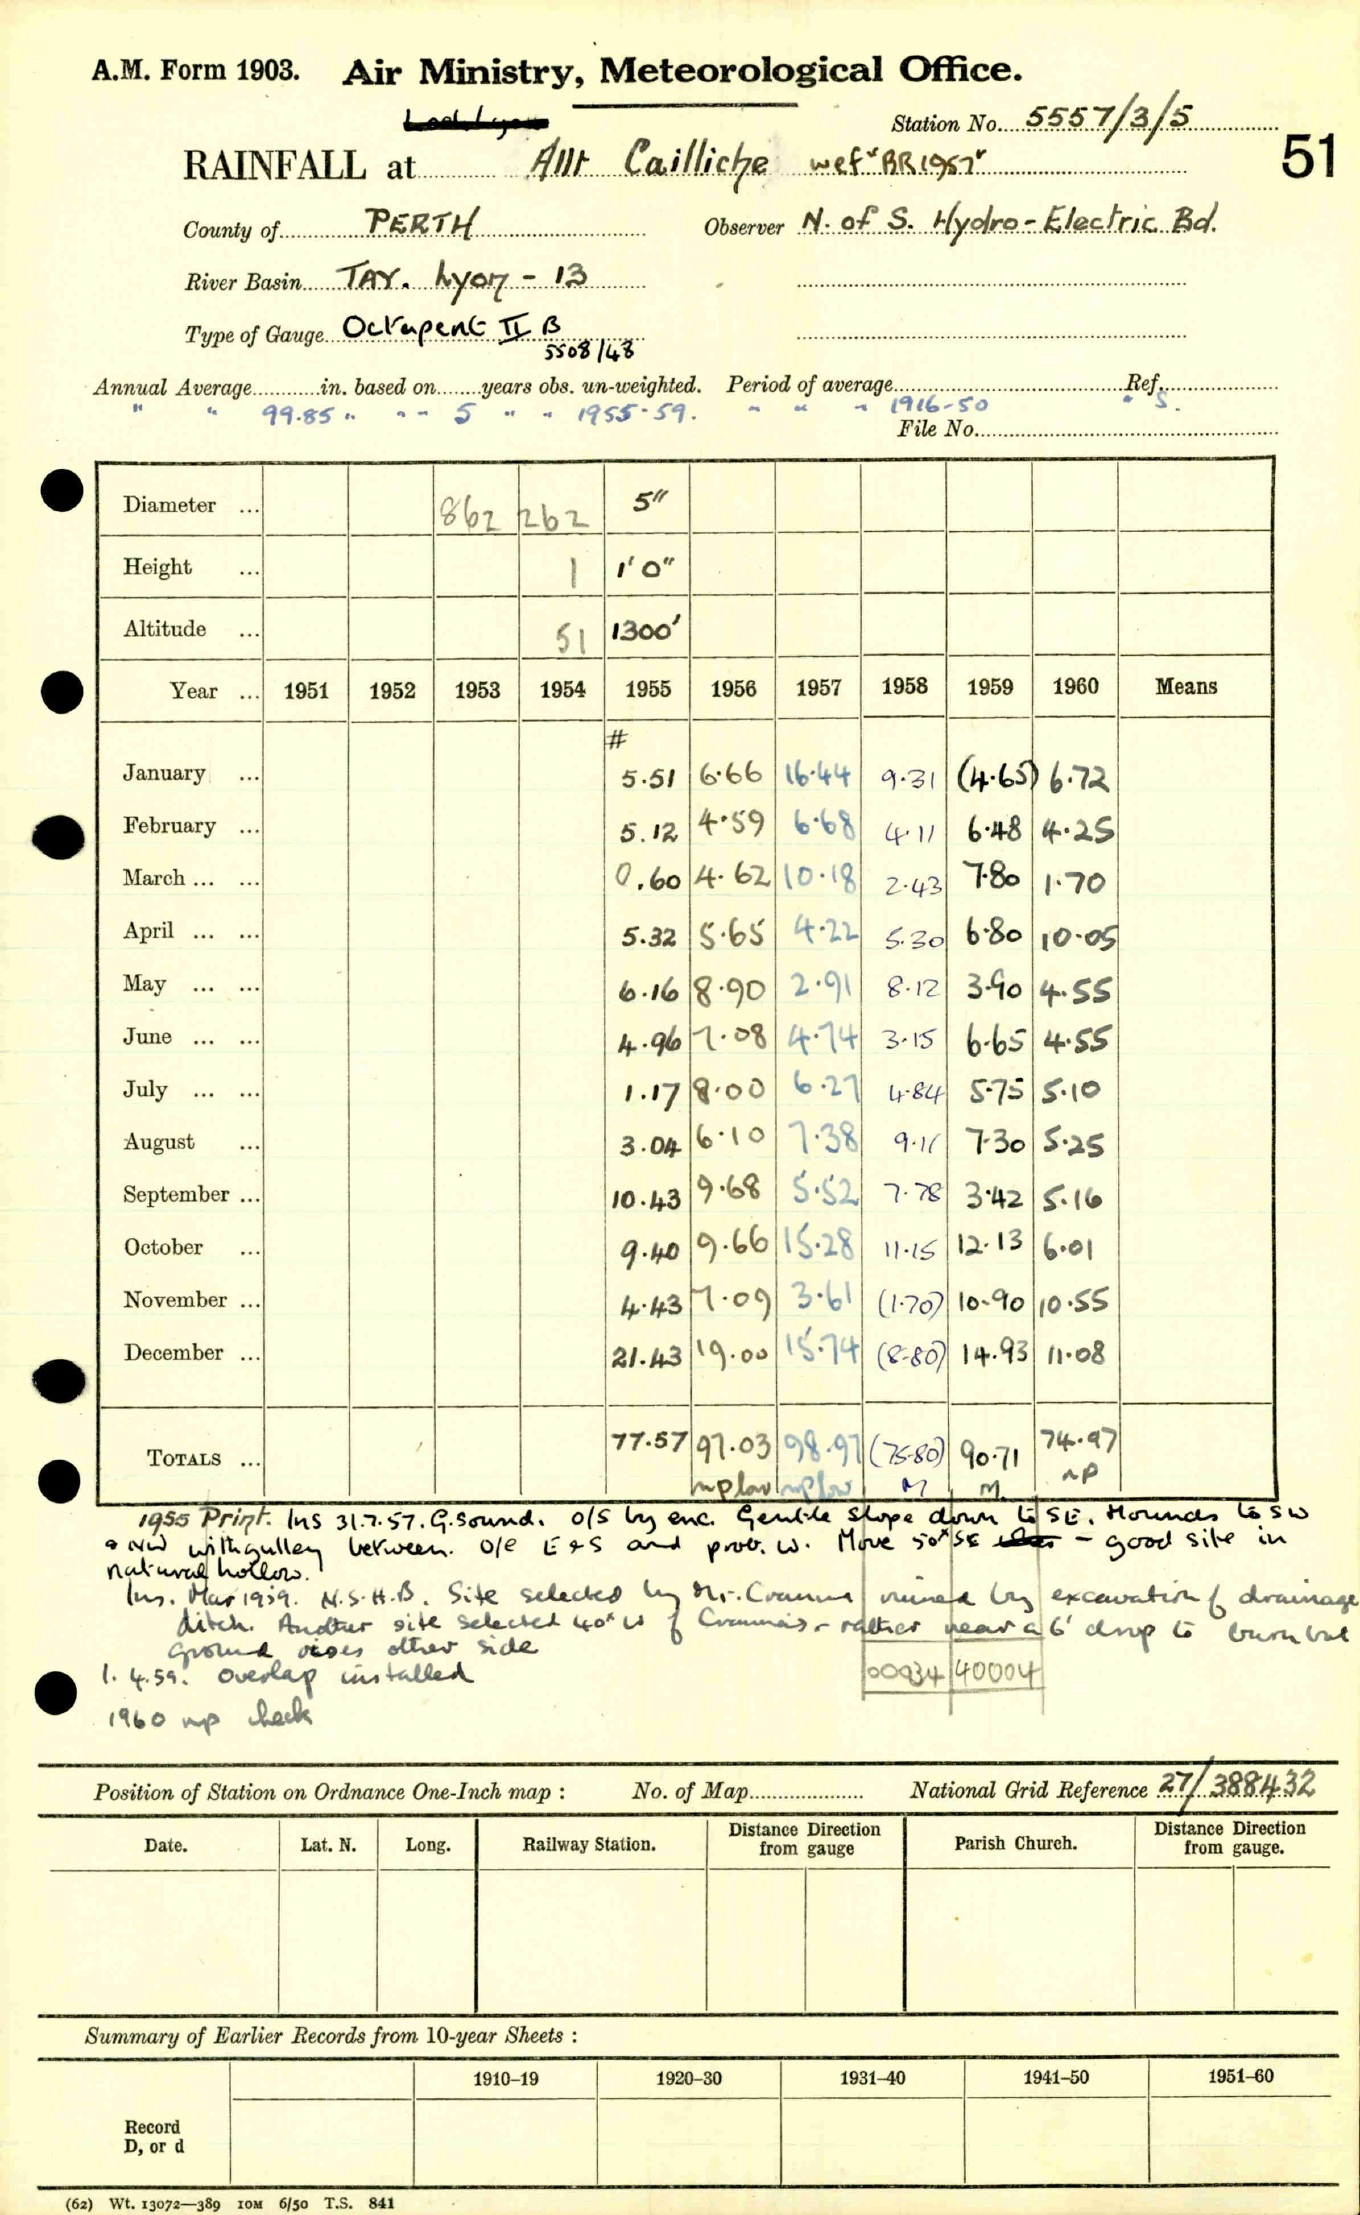 A.M. Form 1903. Air Ministry, Meteorological Office.
Station No. 5557/3/5
RAINFALL at Allt Cailliche wef "BR1957"
51
County of PERTH Observer N. of S. Hydro-Electric Bd.
River Basin TAY. Lyon - 13
Type of Gauge Octapent II B
5508/48
Annual Average in. based on years obs. un-weighted. Period of average Ref.
" " 99.85 " " " 5 " " 1955-59. " " " 1916-50 " S.
File No.
Diameter ... 862 262 5"
Height ... 1 1'0"
Altitude ... 51 1300'
Year ... 1951 1952 1953 1954 1955 1956 1957 1958 1959 1960 Means
#
January ... 5.51 6.66 16.44 9.31 (4.65) 6.72
February ... 5.12 4.59 6.68 4.11 6.48 4.25
March ... ... 0.60 4.62 10.18 2.43 7.80 1.70
April ... ... 5.32 5.65 4.22 5.30 6.80 10.05
May ... ... 6.16 8.90 2.91 8.12 3.90 4.55
June ... ... 4.96 7.08 4.74 3.15 6.65 4.55
July ... ... 1.17 8.00 6.27 4.84 5.75 5.10
August ... 3.04 6.10 7.38 9.11 7.30 5.25
September ... 10.43 9.68 5.52 7.78 3.42 5.16
October ... 9.40 9.66 15.28 11.15 12.13 6.01
November ... 4.43 7.09 3.61 (1.70) 10.90 10.55
December ... 21.43 19.00 15.74 (8.80) 14.93 11.08
TOTALS ... 77.57 97.03 98.97 (75.80) 90.71 74.97
np low np low M M. np
1955 Print. Ins 31.7.57. G. sound. O/S by enc. Gentle slope down to SE. Mounds to SW
& NW with gulley between. O/e E & S and prob. W. Move 50x SE - good site in
natural hollow.
Ins. Mar 1959. N.S.H.B. Site selected by Mr. ruined by excavation of drainage
ditch. Another site selected 40x W of - rather near a 6' drop to burn but
ground rises other side
1. 4.59. Overlap installed
00934 40004
1960 np check
Position of Station on Ordnance One-Inch map : No. of Map National Grid Reference 27/388432
Date. Lat. N. Long. Railway Station. Distance Direction from gauge Parish Church. Distance Direction from gauge.
Summary of Earlier Records from 10-year Sheets :
1910–19 1920–30 1931–40 1941–50 1951–60
Record
D, or d
(62) Wt. 13072—389 10M 6/50 T.S. 841